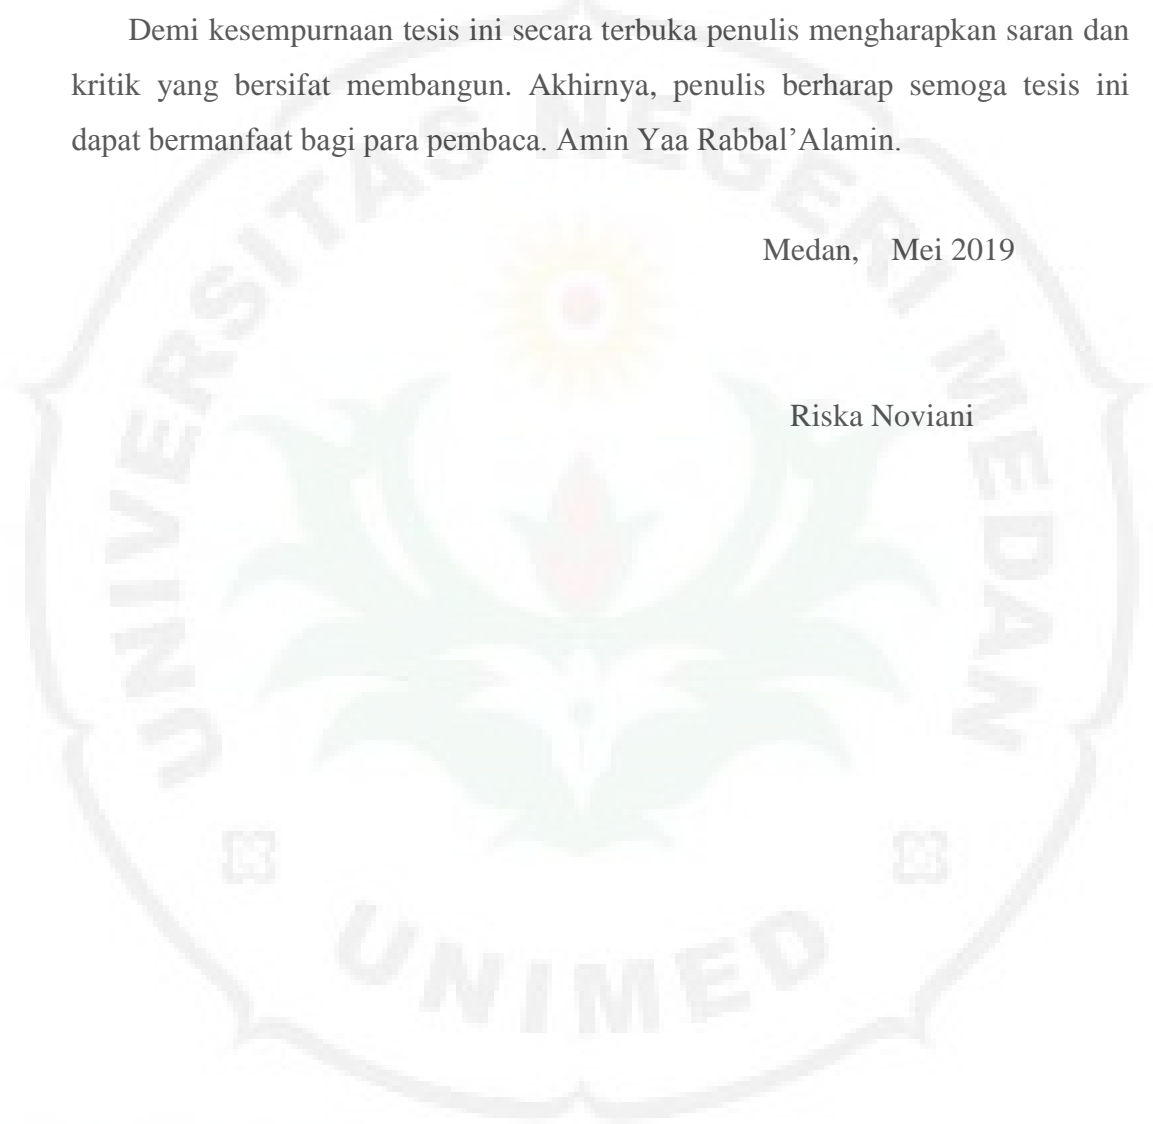 Demi kesempurnaan tesis ini secara terbuka penulis mengharapkan saran dan
kritik yang bersifat membangun. Akhirnya, penulis berharap semoga tesis ini
dapat bermanfaat bagi para pembaca. Amin Yaa Rabbal’Alamin.
Medan, Mei 2019
Riska Noviani
UNIVERSITAS NEGERI MEDAN
UNIMED